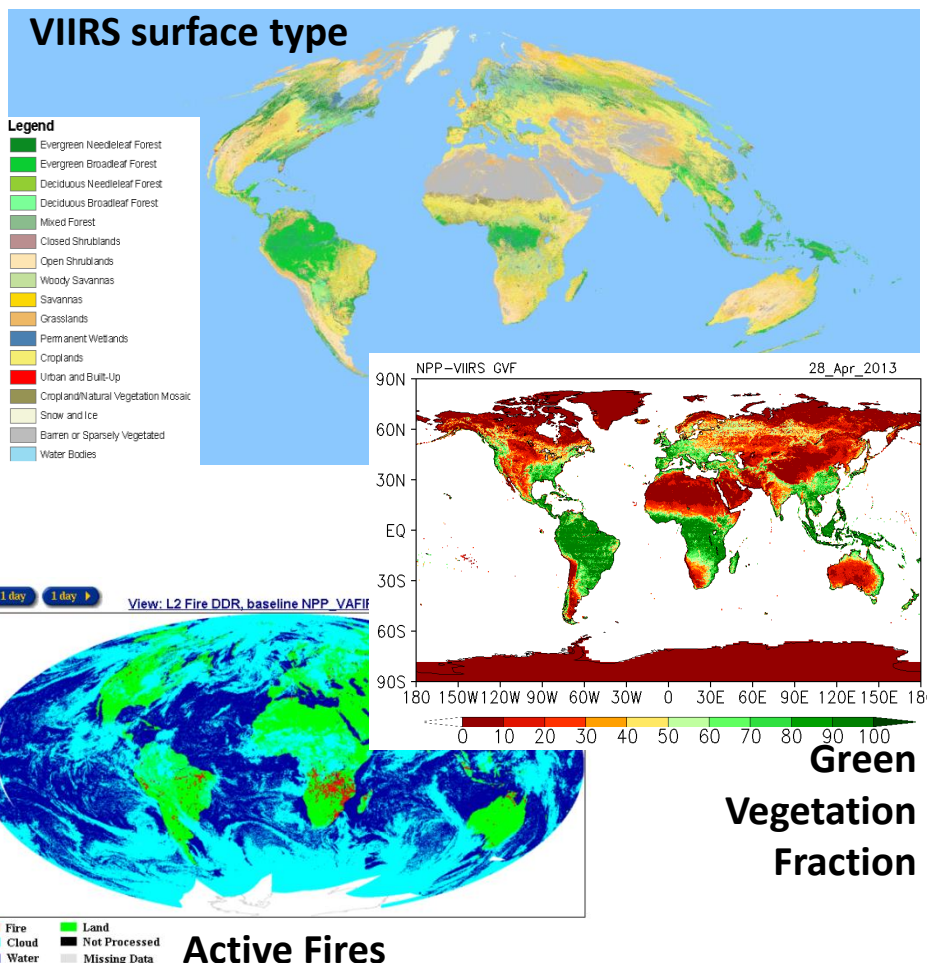 VIIRS surface type
Legend
Evergreen Needleleaf Forest
Evergreen Broadleaf Forest
Deciduous Needleleaf Forest
Deciduous Broadleaf Forest
Mixed Forest
Closed Shrublands
Open Shrublands
Woody Savannas
Savannas
Grasslands
Permanent Wetlands
Croplands
Urban and Built-Up
Cropland/Natural Vegetation Mosaic
Snow and Ice
Barren or Sparsely Vegetated
Water Bodies
NPP-VIIRS GVF 28_Apr_2013
90N
60N
30N
EQ
30S
60S
90S
180 150W 120W 90W 60W 30W 0 30E 60E 90E 120E 150E 18
0 10 20 30 40 50 60 70 80 90 100
Green
Vegetation
Fraction
1 day 1 day
View: L2 Fire DDR, baseline NPP_VAFI
Fire Land
Cloud Not Processed
Water Missing Data
Active Fires